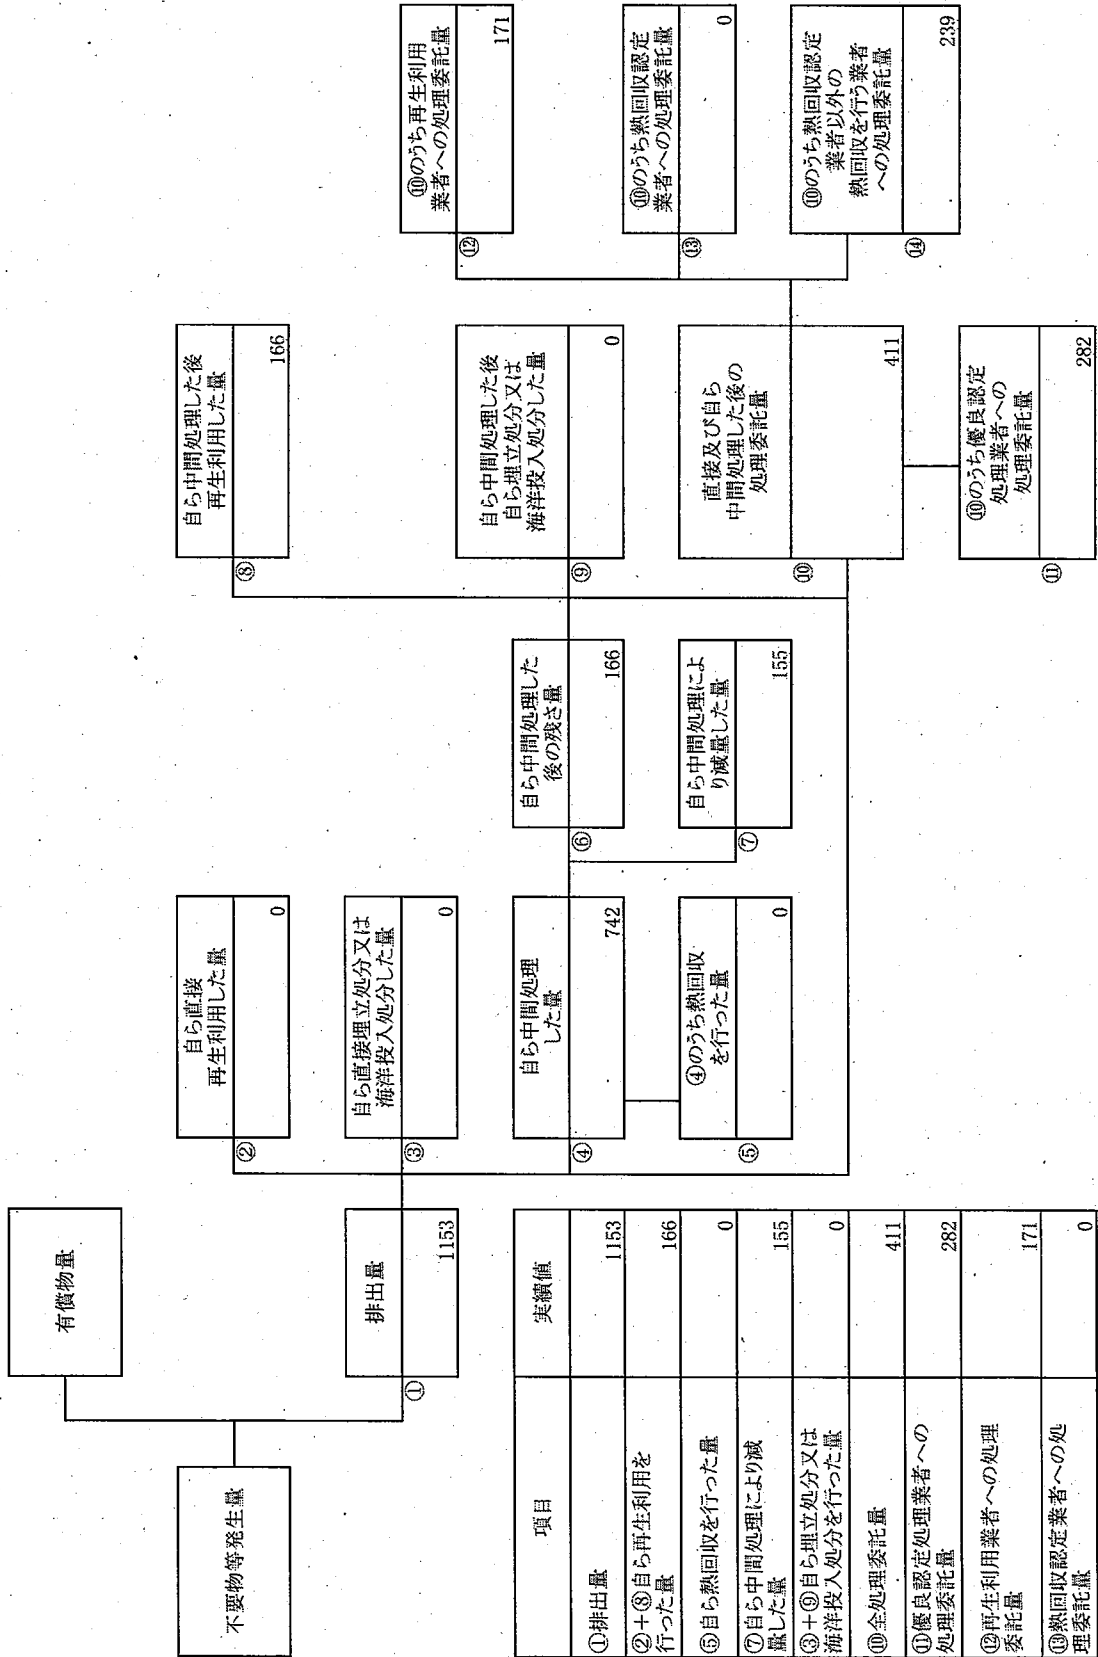 不要物等発生量
有償物量
排出量
①
1153
自ら直接
再生利用した量
②
0
自ら直接埋立処分又は
海洋投入処分した量
③
0
自ら中間処理
した量
④
742
④のうち熱回収
を行った量
⑤
0
自ら中間処理した
後の残さ量
⑥
166
自ら中間処理によ
り減量した量
⑦
155
自ら中間処理した後
再生利用した量
⑧
166
自ら中間処理した後
自ら埋立処分又は
海洋投入処分した量
⑨
0
直接及び自ら
中間処理した後の
処理委託量
⑩
411
⑩のうち優良認定
処理業者への
処理委託量
⑪
282
⑩のうち再生利用
業者への処理委託量
⑫
171
⑩のうち熱回収認定
業者への処理委託量
⑬
0
⑩のうち熱回収認定
業者以外の
熱回収を行う業者
への処理委託量
⑭
239
項目 実績値
①排出量 1153
②+⑧自ら再生利用を
行った量 166
⑤自ら熱回収を行った量 0
⑦自ら中間処理により減
量した量 155
③+⑨自ら埋立処分又は
海洋投入処分を行った量 0
⑩全処理委託量 411
⑪優良認定処理業者への
処理委託量 282
⑫再生利用業者への処理
委託量 171
⑬熱回収認定業者への処
理委託量 0